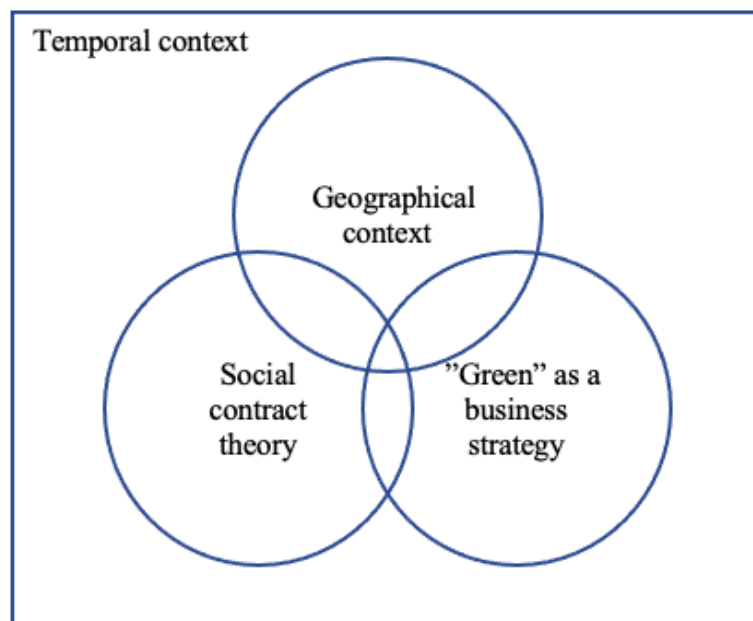 Temporal context
Geographical
context
Social
contract
theory
”Green” as a
business
strategy